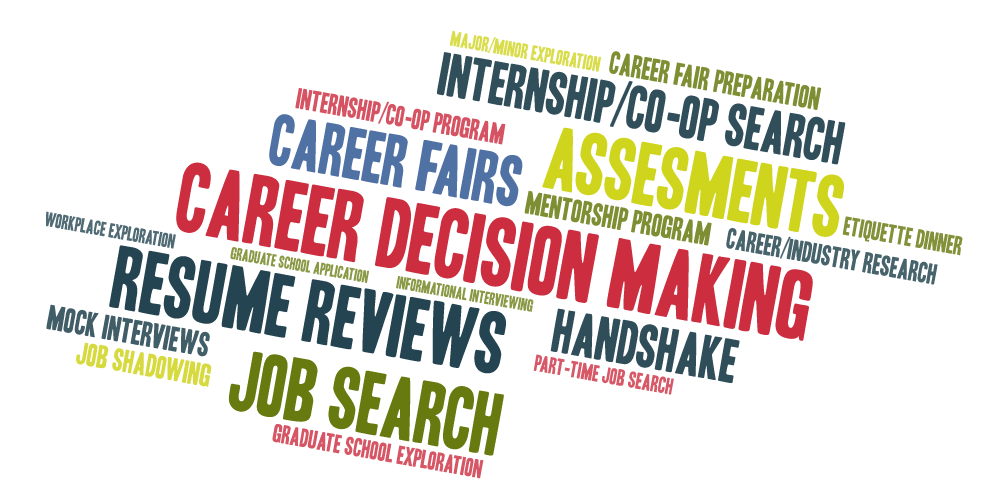 MAJOR/MINOR EXPLORATION
CAREER FAIR PREPARATION
INTERNSHIP/CO-OP SEARCH
INTERNSHIP/CO-OP PROGRAM
CAREER FAIRS
ASSESMENTS
CAREER DECISION MAKING
MENTORSHIP PROGRAM
ETIQUETTE DINNER
CAREER/INDUSTRY RESEARCH
WORKPLACE EXPLORATION
GRADUATE SCHOOL APPLICATION
INFORMATIONAL INTERVIEWING
RESUME REVIEWS
HANDSHAKE
MOCK INTERVIEWS
JOB SHADOWING
PART-TIME JOB SEARCH
JOB SEARCH
GRADUATE SCHOOL EXPLORATION